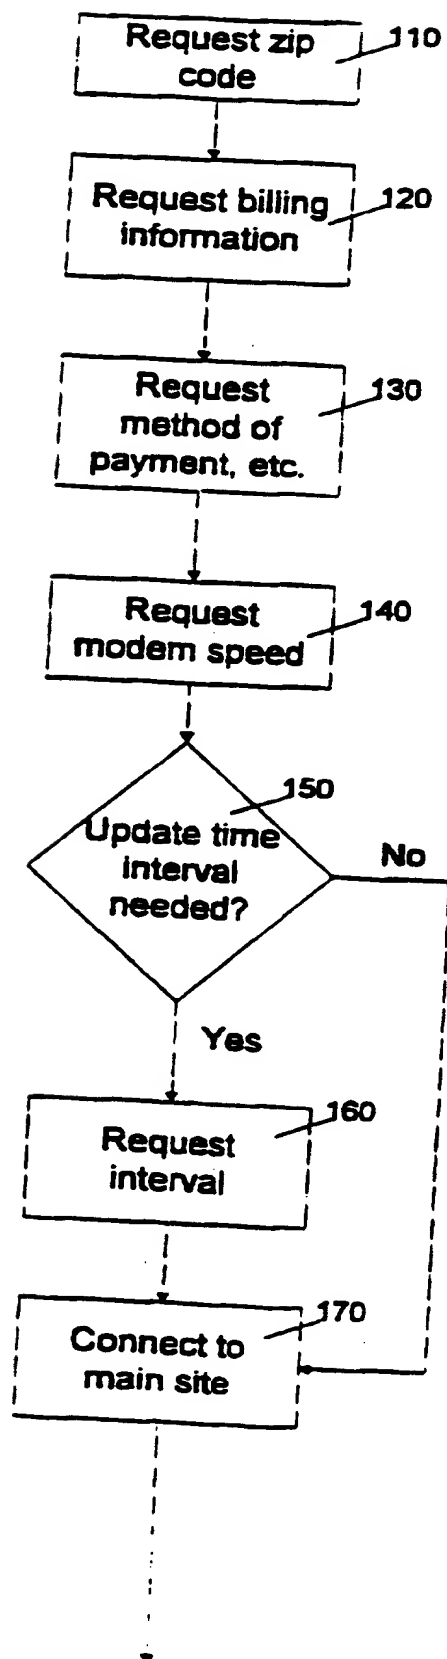 Request zip
code
110
Request billing
information
120
Request
method of
payment, etc.
130
Request
modem speed
140
150
Update time
interval
needed?
No
Yes
160
Request
interval
170
Connect to
main site